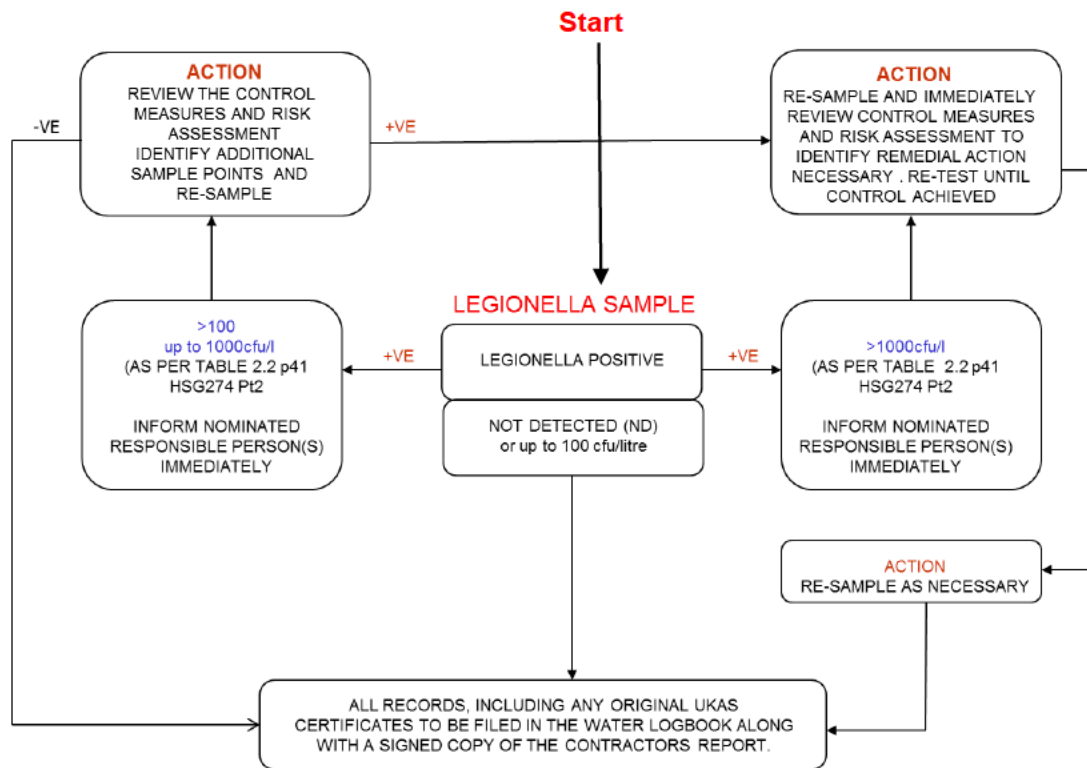 Start
ACTION
REVIEW THE CONTROL
MEASURES AND RISK
ASSESSMENT
IDENTIFY ADDITIONAL
SAMPLE POINTS AND
RE-SAMPLE
-VE
+VE
ACTION
RE-SAMPLE AND IMMEDIATELY
REVIEW CONTROL MEASURES
AND RISK ASSESSMENT TO
IDENTIFY REMEDIAL ACTION
NECESSARY . RE-TEST UNTIL
CONTROL ACHIEVED
LEGIONELLA SAMPLE
>100
up to 1000cfu/l
(AS PER TABLE 2.2 p41
HSG274 Pt2
INFORM NOMINATED
RESPONSIBLE PERSON(S)
IMMEDIATELY
+VE
LEGIONELLA POSITIVE
+VE
NOT DETECTED (ND)
or up to 100 cfu/litre
>1000cfu/l
(AS PER TABLE 2.2 p41
HSG274 Pt2
INFORM NOMINATED
RESPONSIBLE PERSON(S)
IMMEDIATELY
ACTION
RE-SAMPLE AS NECESSARY
ALL RECORDS, INCLUDING ANY ORIGINAL UKAS
CERTIFICATES TO BE FILED IN THE WATER LOGBOOK ALONG
WITH A SIGNED COPY OF THE CONTRACTORS REPORT.